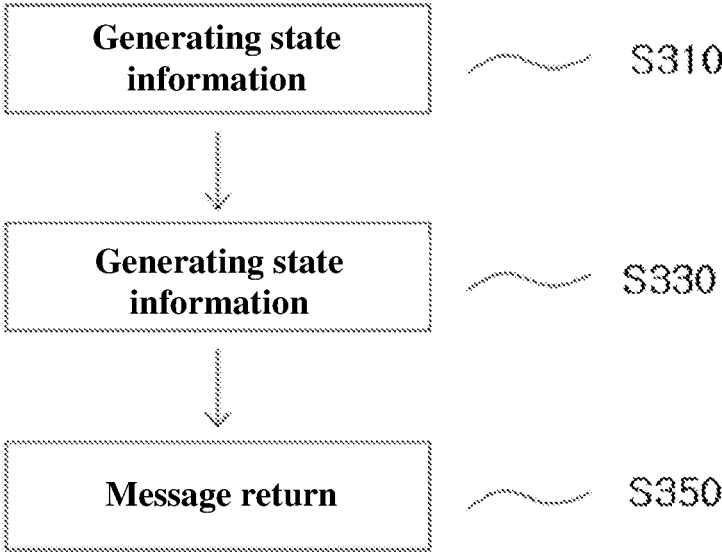 Generating state
information
S310
Generating state
information
S330
Message return
S350